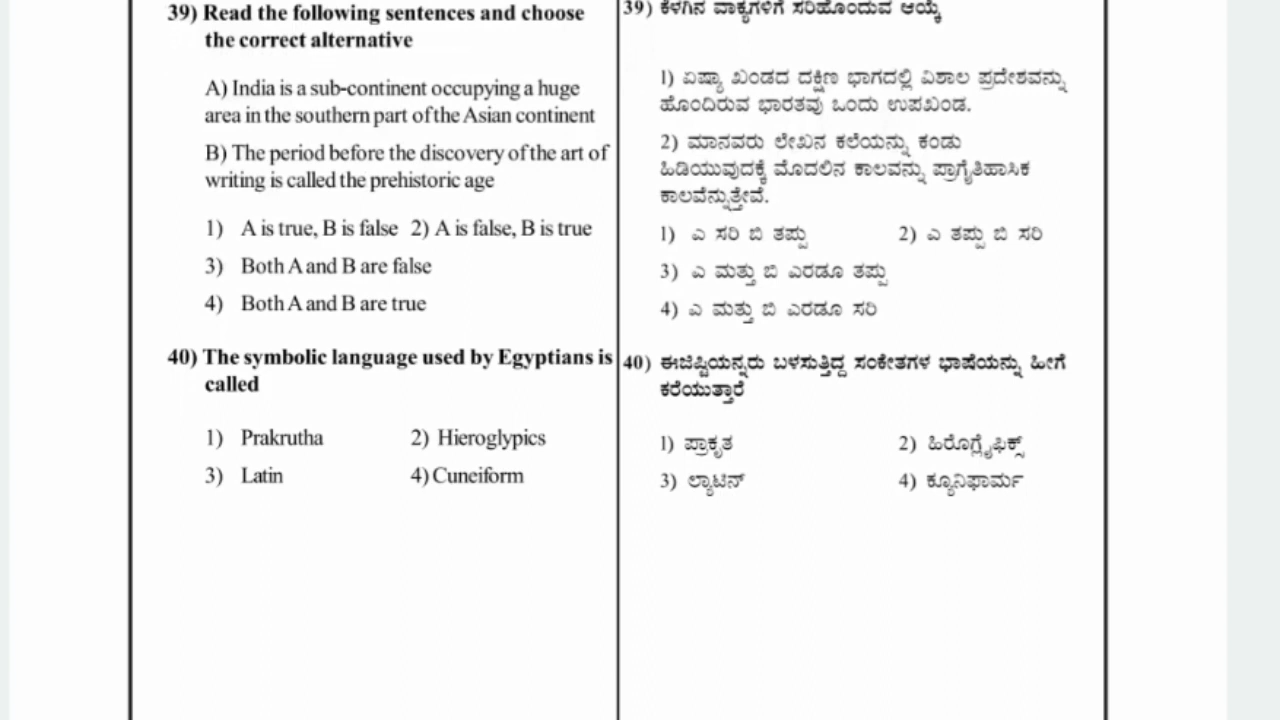 39) Read the following sentences and choose
the correct alternative
A) India is a sub-continent occupying a huge
area in the southern part of the Asian continent
B) The period before the discovery of the art of
writing is called the prehistoric age
1) A is true, B is false 2) A is false, B is true
3) Both A and B are false
4) Both A and B are true
40) The symbolic language used by Egyptians is
called
1) Prakrutha 2) Hieroglypics
3) Latin 4) Cuneiform
39) ಕೆಳಗಿನ ವಾಕ್ಯಗಳಿಗೆ ಸರಿಹೊಂದುವ ಆಯ್ಕೆ
1) ಏಷ್ಯಾ ಖಂಡದ ದಕ್ಷಿಣ ಭಾಗದಲ್ಲಿ ವಿಶಾಲ ಪ್ರದೇಶವನ್ನು
ಹೊಂದಿರುವ ಭಾರತವು ಒಂದು ಉಪಖಂಡ.
2) ಮಾನವರು ಲೇಖನ ಕಲೆಯನ್ನು ಕಂಡು
ಹಿಡಿಯುವುದಕ್ಕೆ ಮೊದಲಿನ ಕಾಲವನ್ನು ಪ್ರಾಗೈತಿಹಾಸಿಕ
ಕಾಲವೆನ್ನುತ್ತೇವೆ.
1) ಎ ಸರಿ ಬಿ ತಪ್ಪು 2) ಎ ತಪ್ಪು ಬಿ ಸರಿ
3) ಎ ಮತ್ತು ಬಿ ಎರಡೂ ತಪ್ಪು
4) ಎ ಮತ್ತು ಬಿ ಎರಡೂ ಸರಿ
40) ಈಜಿಪ್ಟಿಯನ್ನರು ಬಳಸುತ್ತಿದ್ದ ಸಂಕೇತಗಳ ಭಾಷೆಯನ್ನು ಹೀಗೆ
ಕರೆಯುತ್ತಾರೆ
1) ಪ್ರಾಕೃತ 2) ಹಿರೊಗ್ಲೈಫಿಕ್ಸ್
3) ಲ್ಯಾಟಿನ್ 4) ಕ್ಯೂನಿಫಾರ್ಮ